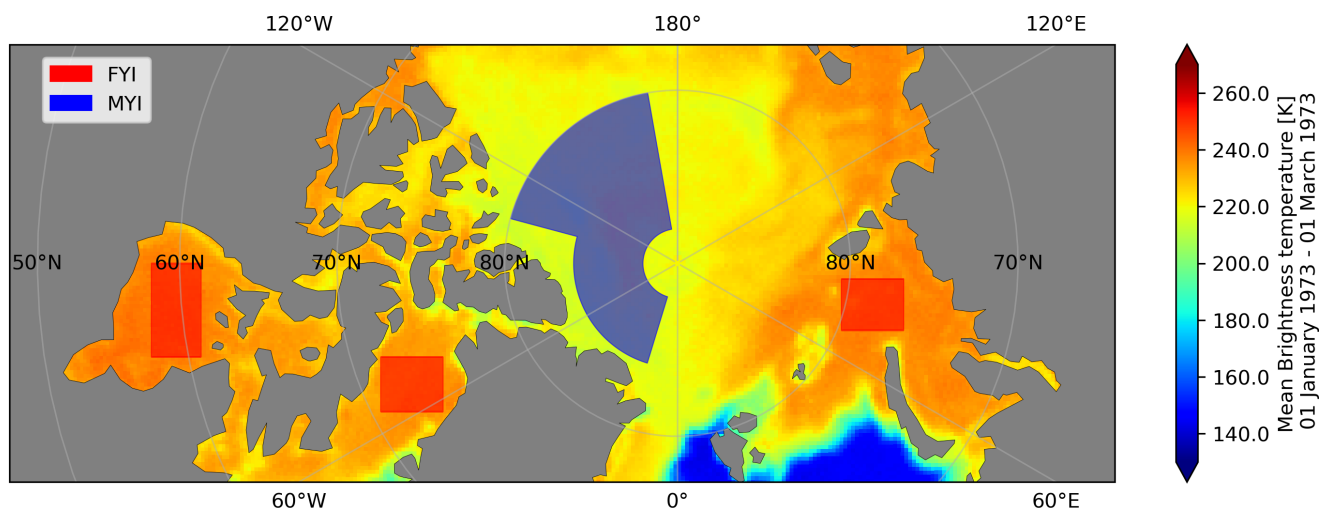 120°W 180° 120°E
FYI
MYI
50°N 60°N 70°N 80°N 80°N 70°N
60°W 0° 60°E
260.0
240.0
220.0
200.0
180.0
160.0
140.0
Mean Brightness temperature [K]
01 January 1973 - 01 March 1973